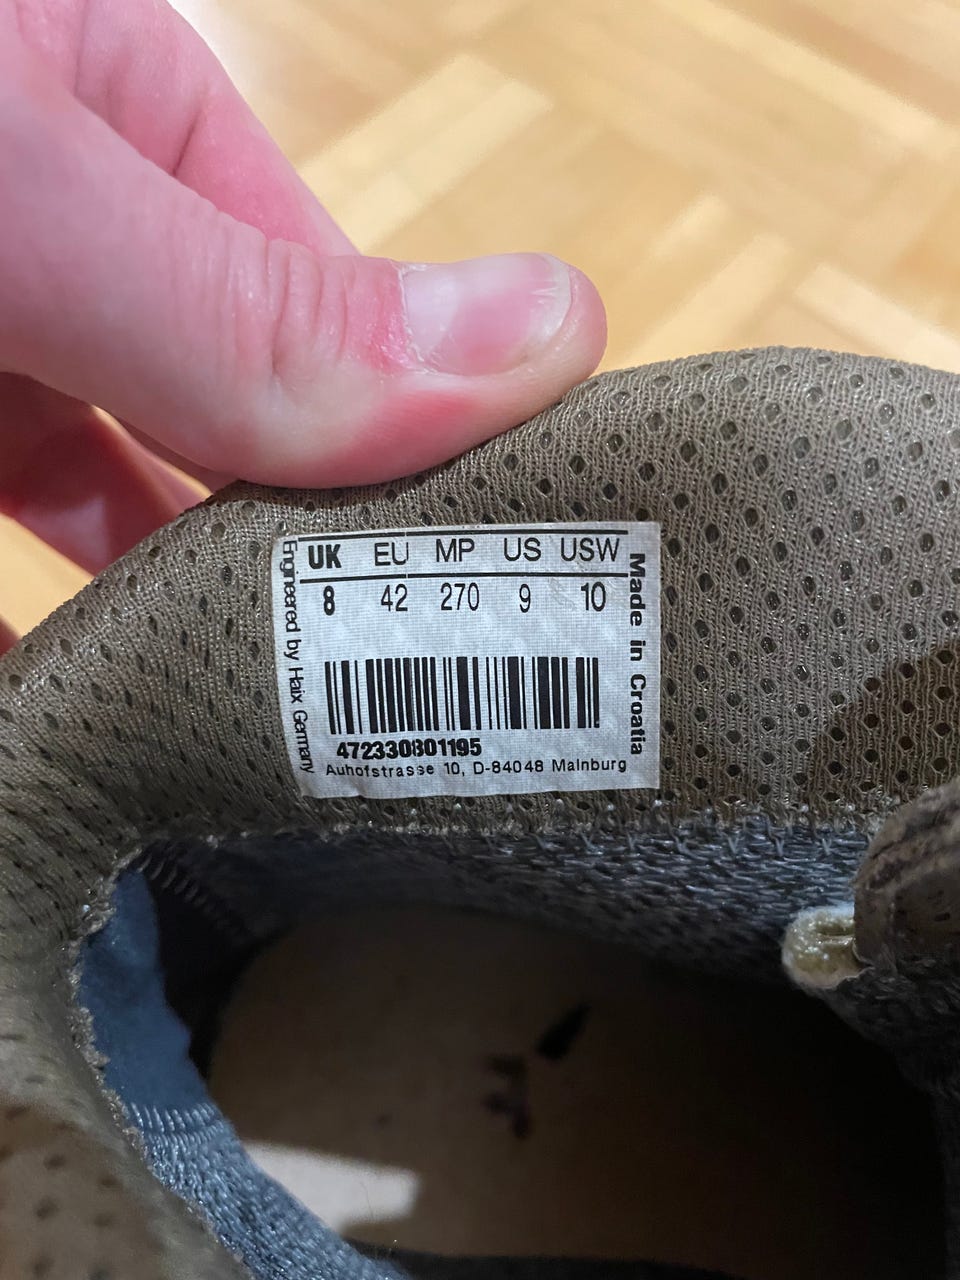 UK EU MP US USW
8 42 270 9 10
472330801195
Auhofstrasse 10, D-84048 Mainburg
Engineered by Haix Germany
Made in Croatia